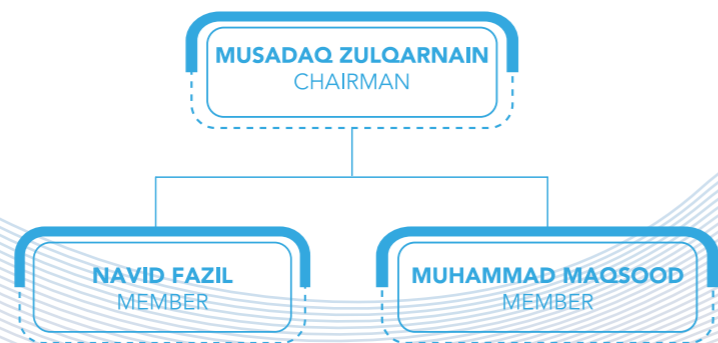 MUSADAQ ZULQARNAIN
CHAIRMAN
NAVID FAZIL
MEMBER
MUHAMMAD MAQSOOD
MEMBER